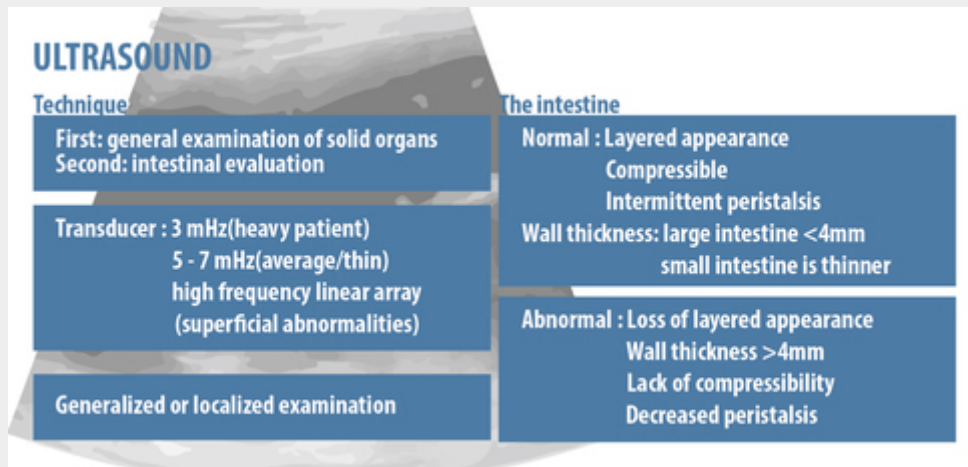 ULTRASOUND
Technique
First: general examination of solid organs
Second: intestinal evaluation
Transducer : 3 mHz(heavy patient)
5 - 7 mHz(average/thin)
high frequency linear array
(superficial abnormalities)
Generalized or localized examination
The intestine
Normal : Layered appearance
Compressible
Intermittent peristalsis
Wall thickness: large intestine <4mm
small intestine is thinner
Abnormal : Loss of layered appearance
Wall thickness >4mm
Lack of compressibility
Decreased peristalsis